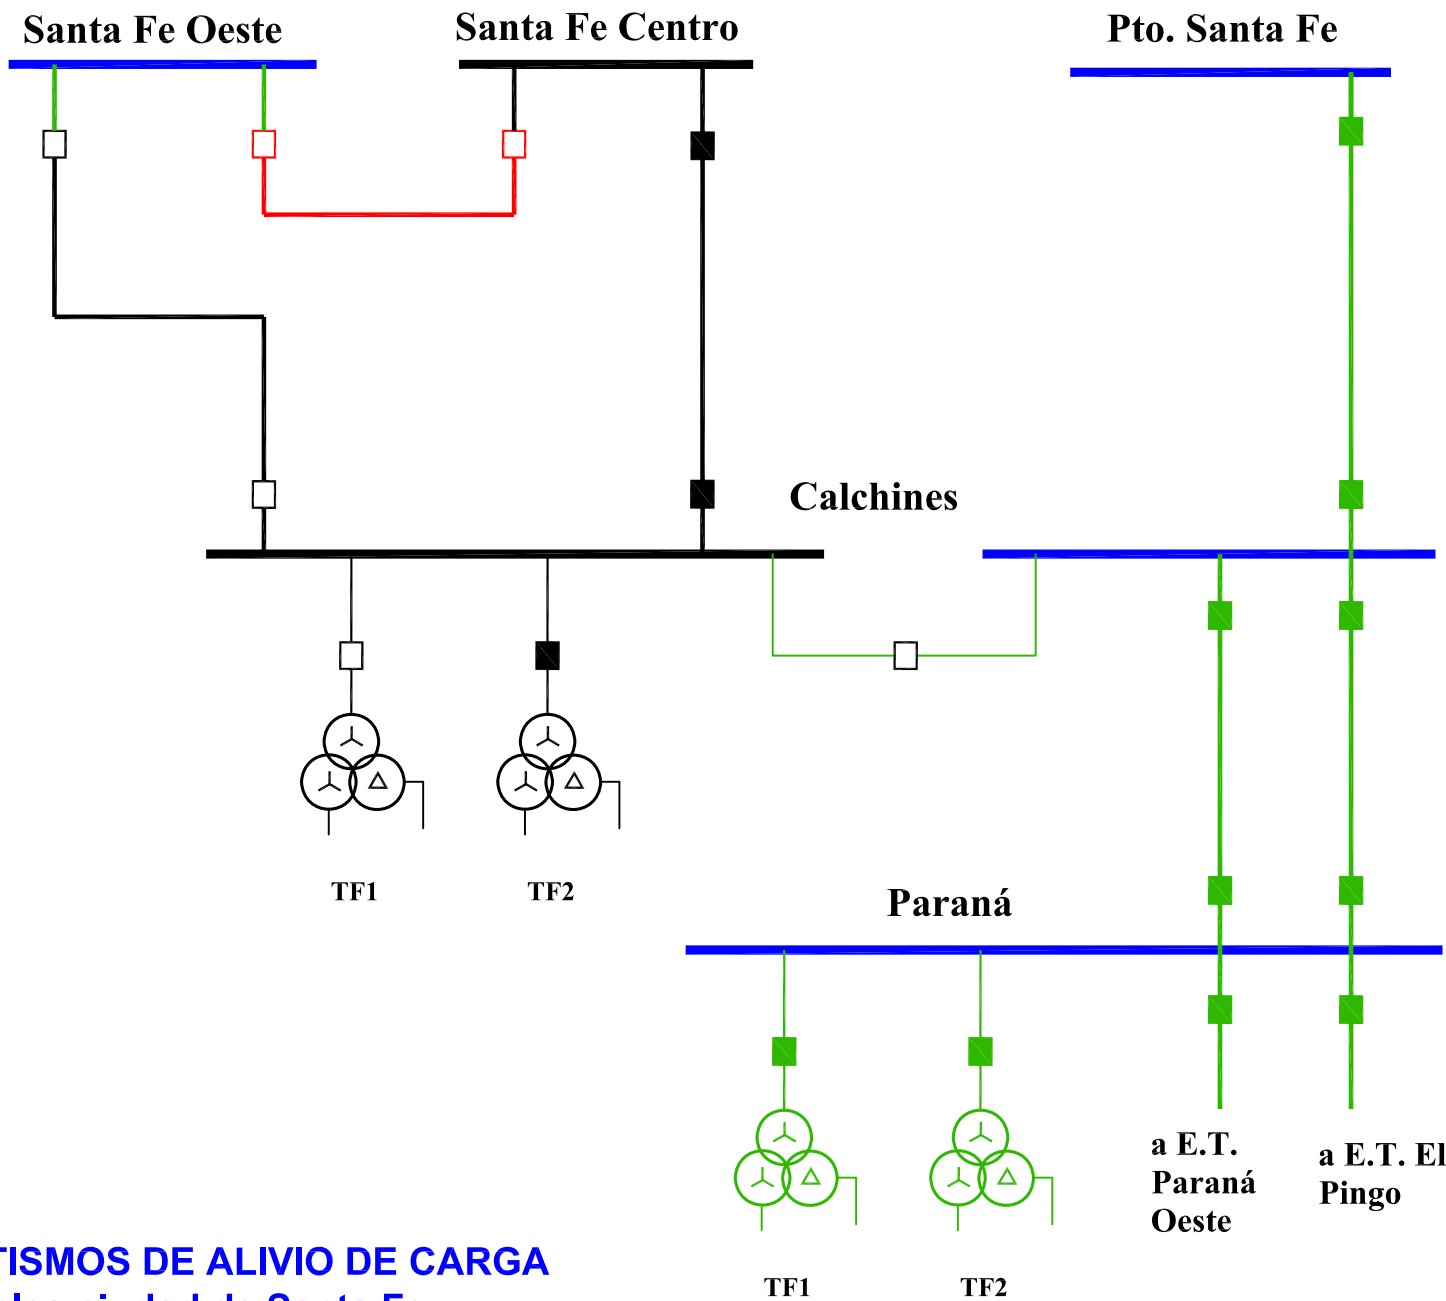 Santa Fe Oeste
Santa Fe Centro
Pto. Santa Fe
Calchines
TF1
TF2
Paraná
a E.T.
Paraná
Oeste
a E.T. El
Pingo
TF1
TF2
TISMOS DE ALIVIO DE CARGA